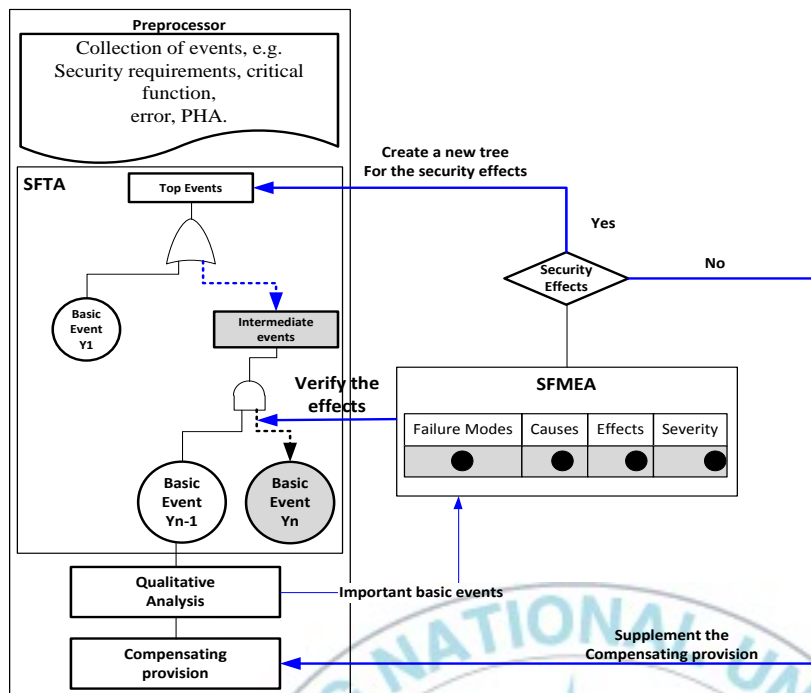 Preprocessor
Collection of events, e.g.
Security requirements, critical
function,
error, PHA.
SFTA
Top Events
Create a new tree
For the security effects
Yes
No
Security
Effects
Basic
Event
Y1
Intermediate
events
Verify the
effects
SFMEA
Failure Modes Causes Effects Severity
Basic
Event
Yn-1
Basic
Event
Yn
Qualitative
Analysis
Important basic events
Compensating
provision
Supplement the
Compensating provision
NATIONAL UN